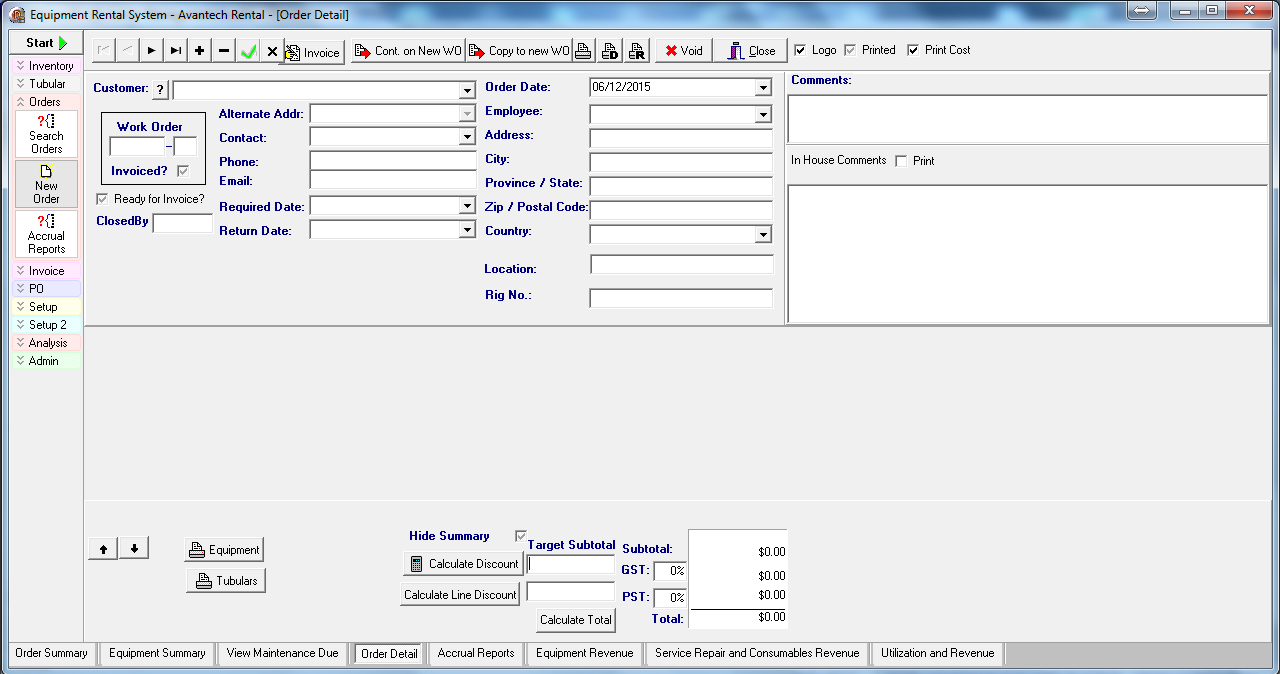 Equipment Rental System - Avantech Rental - [Order Detail]
Start
Inventory
Tubular
Orders
?{¦
Search
Orders
New
Order
?{¦
Accrual
Reports
Invoice
PO
Setup
Setup 2
Analysis
Admin
Invoice Cont. on New WO Copy to new WO D R Void Close Logo Printed Print Cost
Customer: ?
Work Order
–
Invoiced?
Ready for Invoice?
ClosedBy
Alternate Addr:
Contact:
Phone:
Email:
Required Date:
Return Date:
Order Date: 06/12/2015
Employee:
Address:
City:
Province / State:
Zip / Postal Code:
Country:
Location:
Rig No.:
Comments:
In House Comments Print
Equipment
Tubulars
Hide Summary
Target Subtotal
Calculate Discount
Calculate Line Discount
Calculate Total
Subtotal: $0.00
GST: 0% $0.00
PST: 0% $0.00
Total: $0.00
Order Summary Equipment Summary View Maintenance Due Order Detail Accrual Reports Equipment Revenue Service Repair and Consumables Revenue Utilization and Revenue